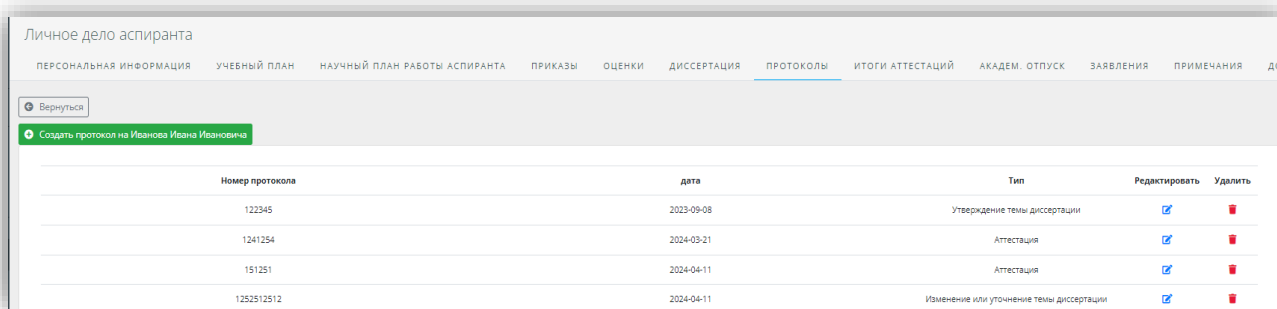 Личное дело аспиранта
ПЕРСОНАЛЬНАЯ ИНФОРМАЦИЯ УЧЕБНЫЙ ПЛАН НАУЧНЫЙ ПЛАН РАБОТЫ АСПИРАНТА ПРИКАЗЫ ОЦЕНКИ ДИССЕРТАЦИЯ ПРОТОКОЛЫ ИТОГИ АТТЕСТАЦИЙ АКАДЕМ. ОТПУСК ЗАЯВЛЕНИЯ ПРИМЕЧАНИЯ
Вернуться
Создать протокол на Иванова Ивана Ивановича
Номер протокола дата Тип Редактировать Удалить
122345 2023-09-08 Утверждение темы диссертации
1241254 2024-03-21 Аттестация
151251 2024-04-11 Аттестация
1252512512 2024-04-11 Изменение или уточнение темы диссертации